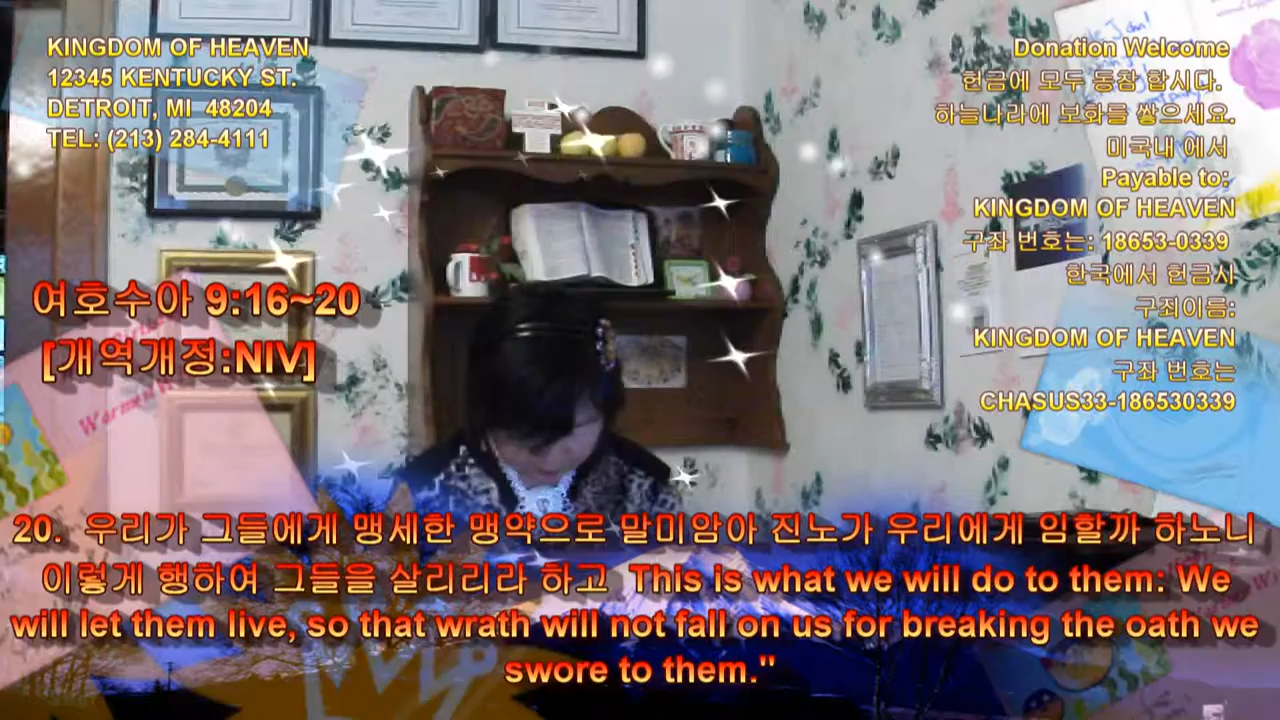 KINGDOM OF HEAVEN
12345 KENTUCKY ST.
DETROIT, MI 48204
TEL: (213) 284-4111
Donation Welcome
헌금에 모두 동참 합시다.
하늘나라에 보화를 쌓으세요.
미국내 에서
Payable to:
KINGDOM OF HEAVEN
구좌 번호는: 18653-0339
한국에서 헌금시
구죄이름:
KINGDOM OF HEAVEN
구좌 번호는
CHASUS33-186530339
여호수아 9:16~20
[개역개정:NIV]
20. 우리가 그들에게 맹세한 맹약으로 말미암아 진노가 우리에게 임할까 하노니
이렇게 행하여 그들을 살리리라 하고 This is what we will do to them: We
will let them live, so that wrath will not fall on us for breaking the oath we
swore to them."